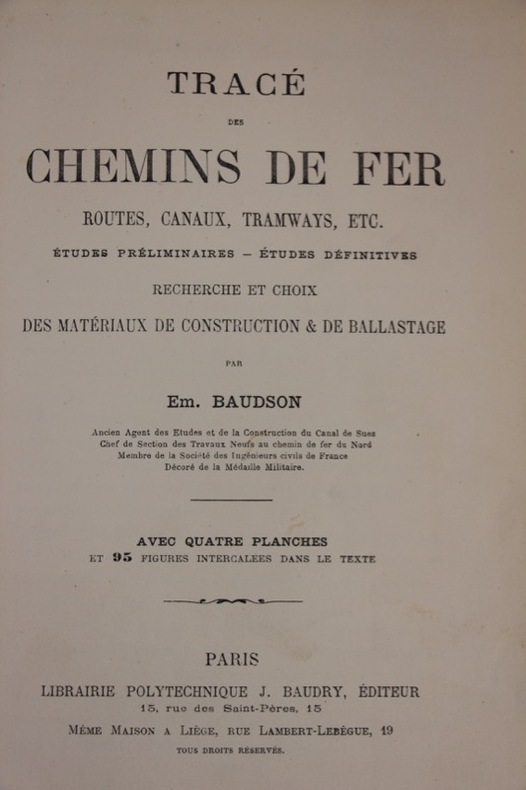 TRACÉ
DES
CHEMINS DE FER
ROUTES, CANAUX, TRAMWAYS, ETC.
ÉTUDES PRÉLIMINAIRES — ÉTUDES DÉFINITIVES
RECHERCHE ET CHOIX
DES MATÉRIAUX DE CONSTRUCTION & DE BALLASTAGE
PAR
Em. BAUDSON
Ancien Agent des Etudes et de la Construction du Canal de Suez
Chef de Section des Travaux Neufs au chemin de fer du Nord
Membre de la Société des Ingénieurs civils de France
Décoré de la Médaille Militaire.
AVEC QUATRE PLANCHES
ET 95 FIGURES INTERCALÉES DANS LE TEXTE
PARIS
LIBRAIRIE POLYTECHNIQUE J. BAUDRY, ÉDITEUR
15, rue des Saint-Pères, 15
MÊME MAISON A LIÈGE, RUE LAMBERT-LEBÈGUE, 19
TOUS DROITS RÉSERVÉS.